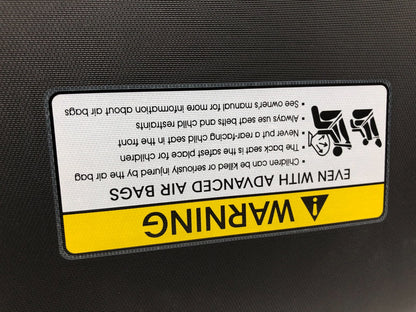 WARNING
EVEN WITH ADVANCED AIR BAGS
• Children can be killed or seriously injured by the air bag
• The back seat is the safest place for children
• Never put a rear-facing child seat in the front
• Always use seat belts and child restraints
• See owner's manual for more information about air bags